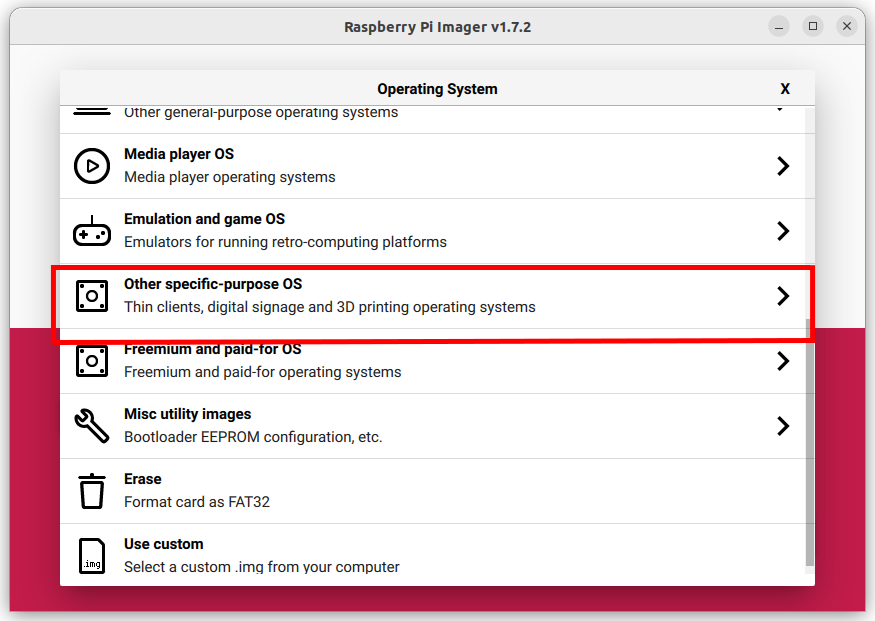 Raspberry Pi Imager v1.7.2
Operating System
X
Other general-purpose operating systems
Media player OS
Media player operating systems
Emulation and game OS
Emulators for running retro-computing platforms
Other specific-purpose OS
Thin clients, digital signage and 3D printing operating systems
Freemium and paid-for OS
Freemium and paid-for operating systems
Misc utility images
Bootloader EEPROM configuration, etc.
Erase
Format card as FAT32
Use custom
.img
Select a custom .img from your computer